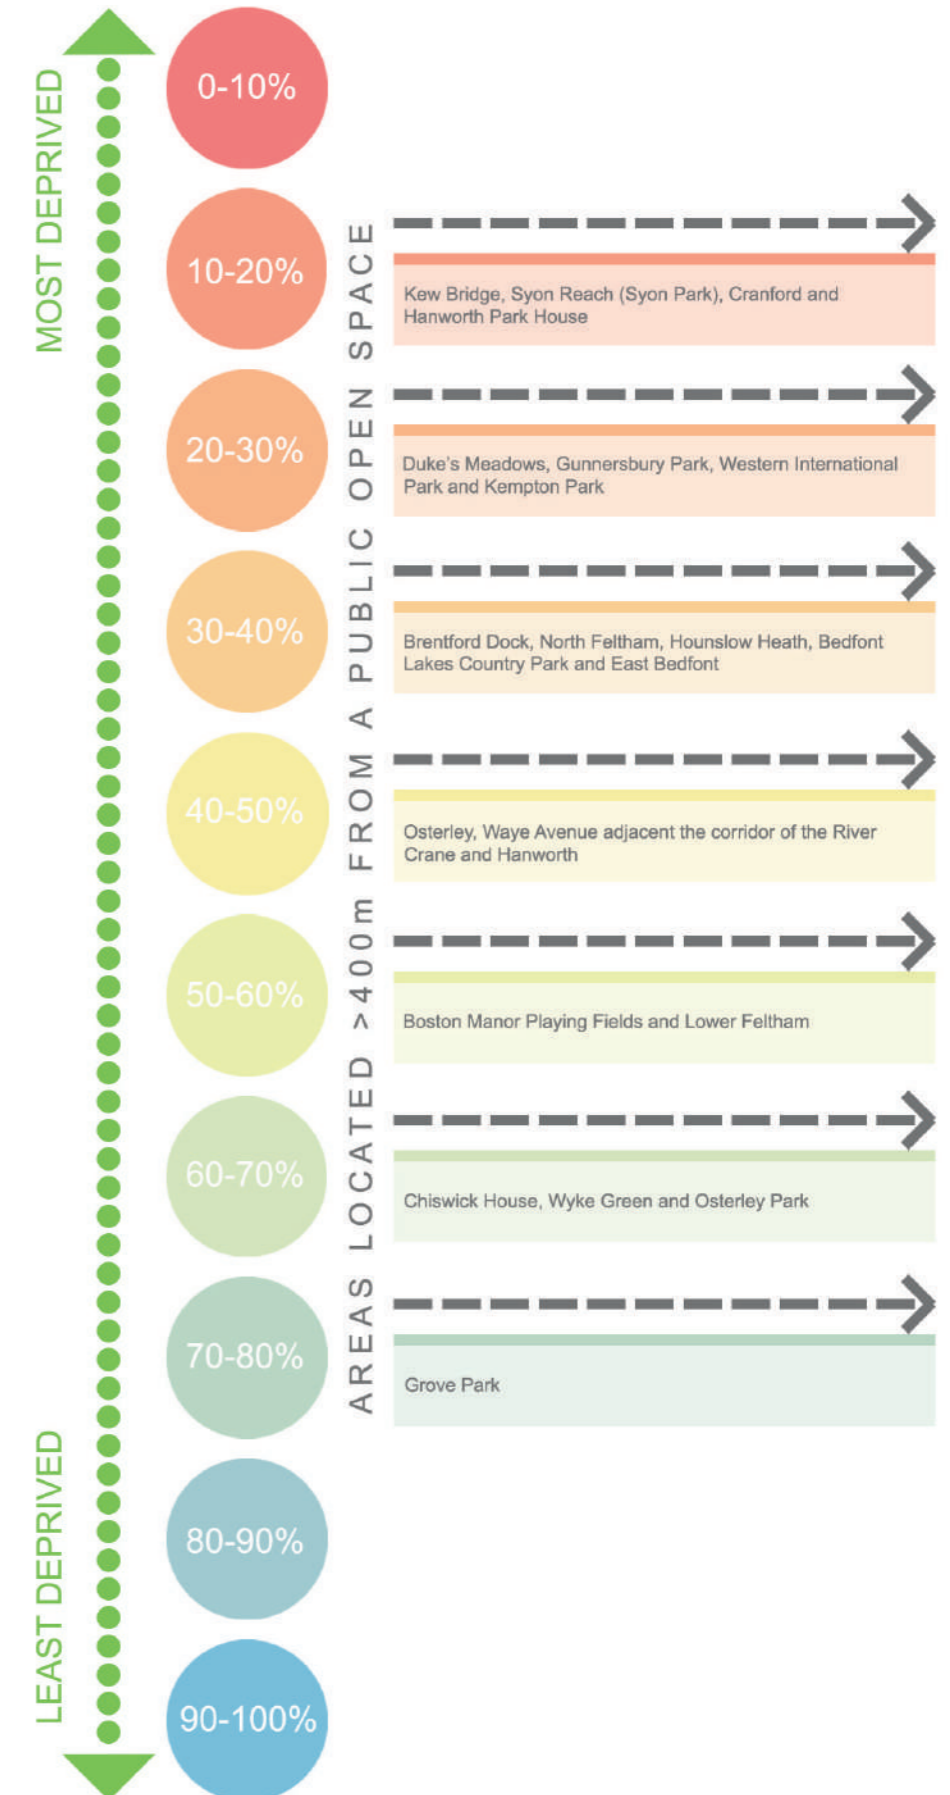 MOST DEPRIVED
LEAST DEPRIVED
0-10%
10-20%
20-30%
30-40%
40-50%
50-60%
60-70%
70-80%
80-90%
90-100%
AREAS LOCATED >400m FROM A PUBLIC OPEN SPACE
Kew Bridge, Syon Reach (Syon Park), Cranford and
Hanworth Park House
Duke's Meadows, Gunnersbury Park, Western International
Park and Kempton Park
Brentford Dock, North Feltham, Hounslow Heath, Bedfont
Lakes Country Park and East Bedfont
Osterley, Waye Avenue adjacent the corridor of the River
Crane and Hanworth
Boston Manor Playing Fields and Lower Feltham
Chiswick House, Wyke Green and Osterley Park
Grove Park